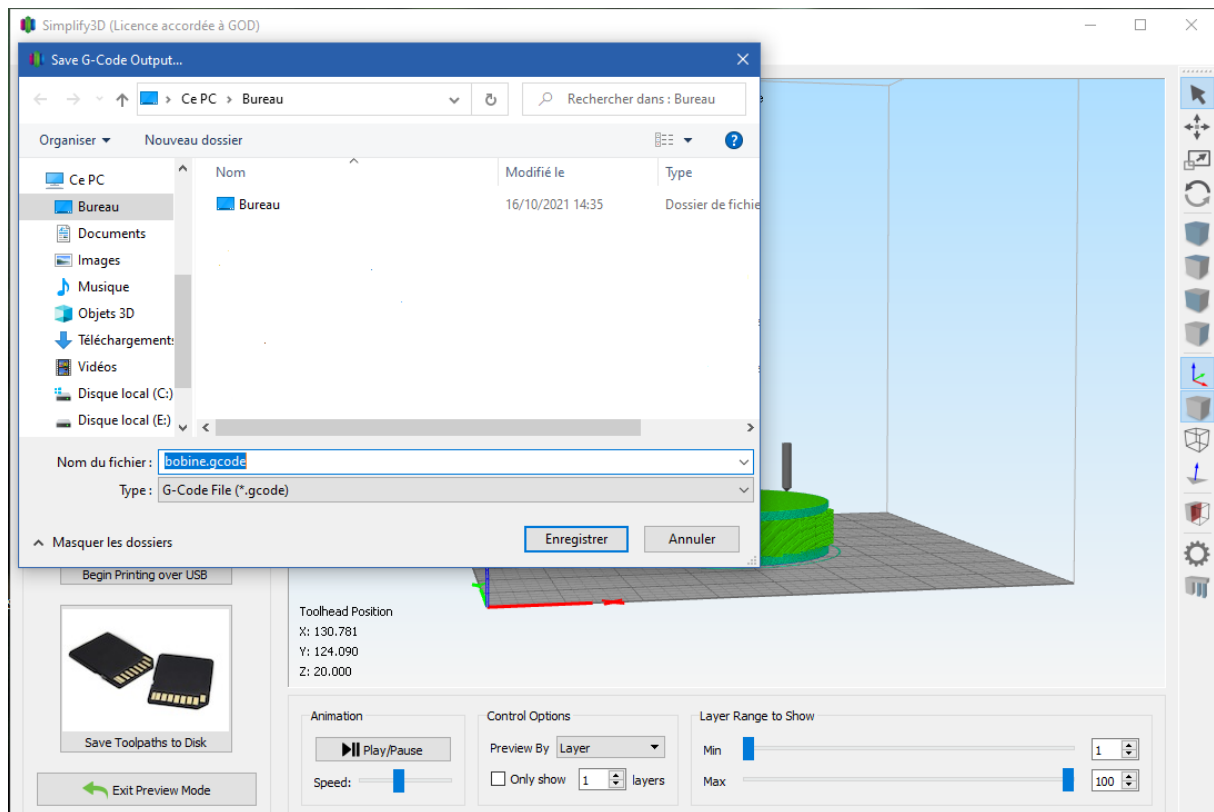 Simplify3D (Licence accordée à GOD)
Save G-Code Output...
Ce PC > Bureau
Rechercher dans : Bureau
Organiser
Nouveau dossier
Nom
Modifié le
Type
Ce PC
Bureau
Documents
Images
Musique
Objets 3D
Téléchargement
Vidéos
Disque local (C:)
Disque local (E:)
Bureau
16/10/2021 14:35
Dossier de fichie
Nom du fichier :
bobine.gcode
Type :
G-Code File (*.gcode)
Masquer les dossiers
Enregistrer
Annuler
Begin Printing over USB
Save Toolpaths to Disk
Exit Preview Mode
Toolhead Position
X: 130.781
Y: 124.090
Z: 20.000
Animation
Play/Pause
Speed:
Control Options
Preview By Layer
Only show 1 layers
Layer Range to Show
Min 1
Max 100